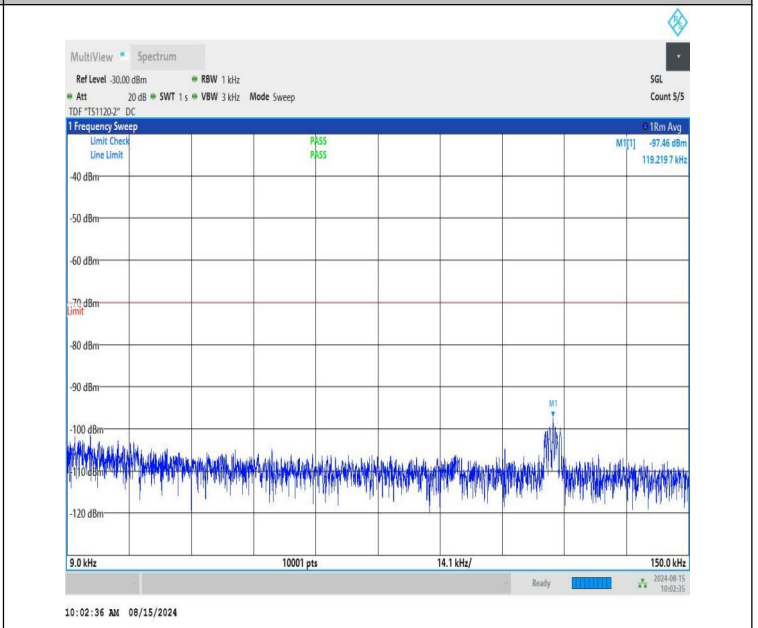 MultiView Spectrum
Ref Level -30.00 dBm RBW 1 kHz SGL
Att 20 dB SWT 1 s VBW 3 kHz Mode Sweep Count 5/5
TDF "TS1120-2" DC
1 Frequency Sweep 1Rm Avg
Limit Check PASS M1[1] -97.46 dBm
Line Limit PASS 119.2197 kHz
-40 dBm
-50 dBm
-60 dBm
-70 dBm
Limit
-80 dBm
-90 dBm
M1
-100 dBm
-110 dBm
-120 dBm
9.0 kHz 10001 pts 14.1 kHz/ 150.0 kHz
Ready 2024-08-15
10:02:35
10:02:36 AM 08/15/2024